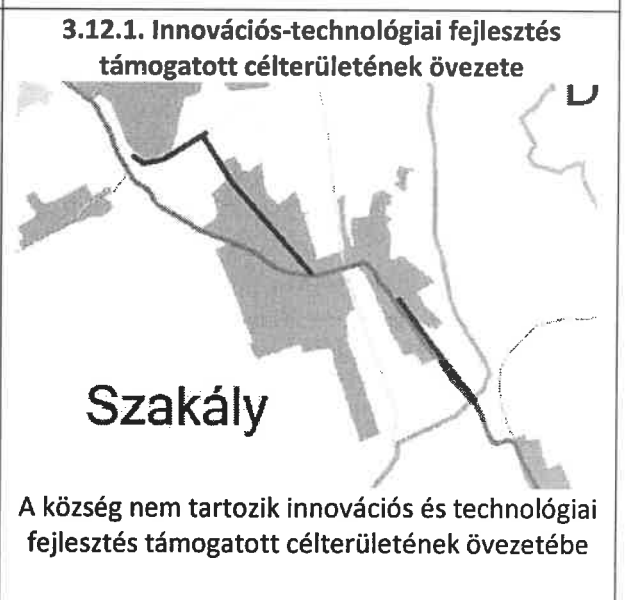 3.12.1. Innovációs-technológiai fejlesztés
támogatott célterületének övezete
Szakály
A község nem tartozik innovációs és technológiai
fejlesztés támogatott célterületének övezetébe